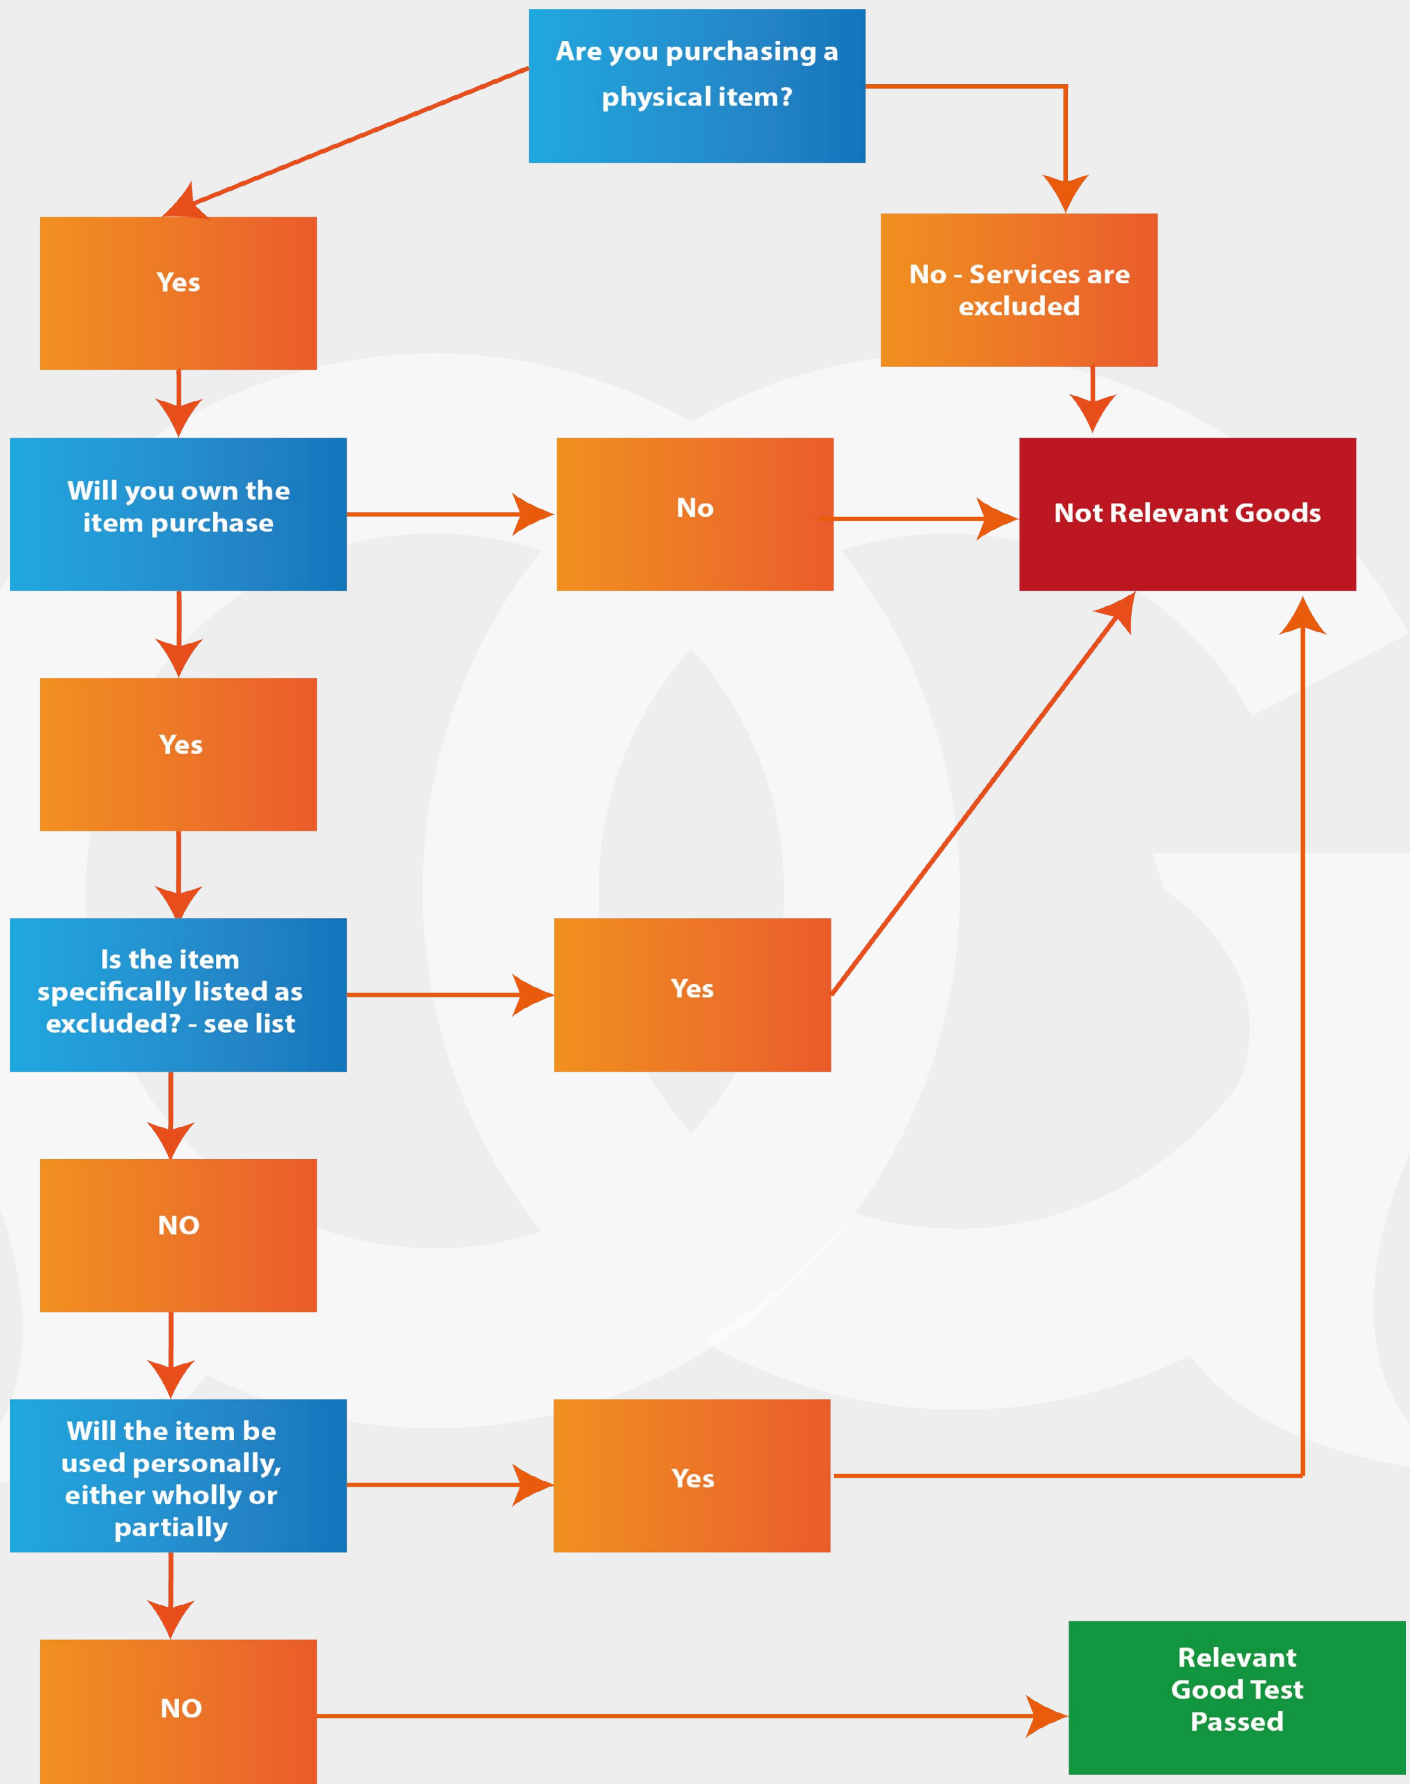 Are you purchasing a
physical item?
Yes
No - Services are
excluded
Will you own the
item purchase
No
Not Relevant Goods
Yes
Is the item
specifically listed as
excluded? - see list
Yes
NO
Will the item be
used personally,
either wholly or
partially
Yes
NO
Relevant
Good Test
Passed